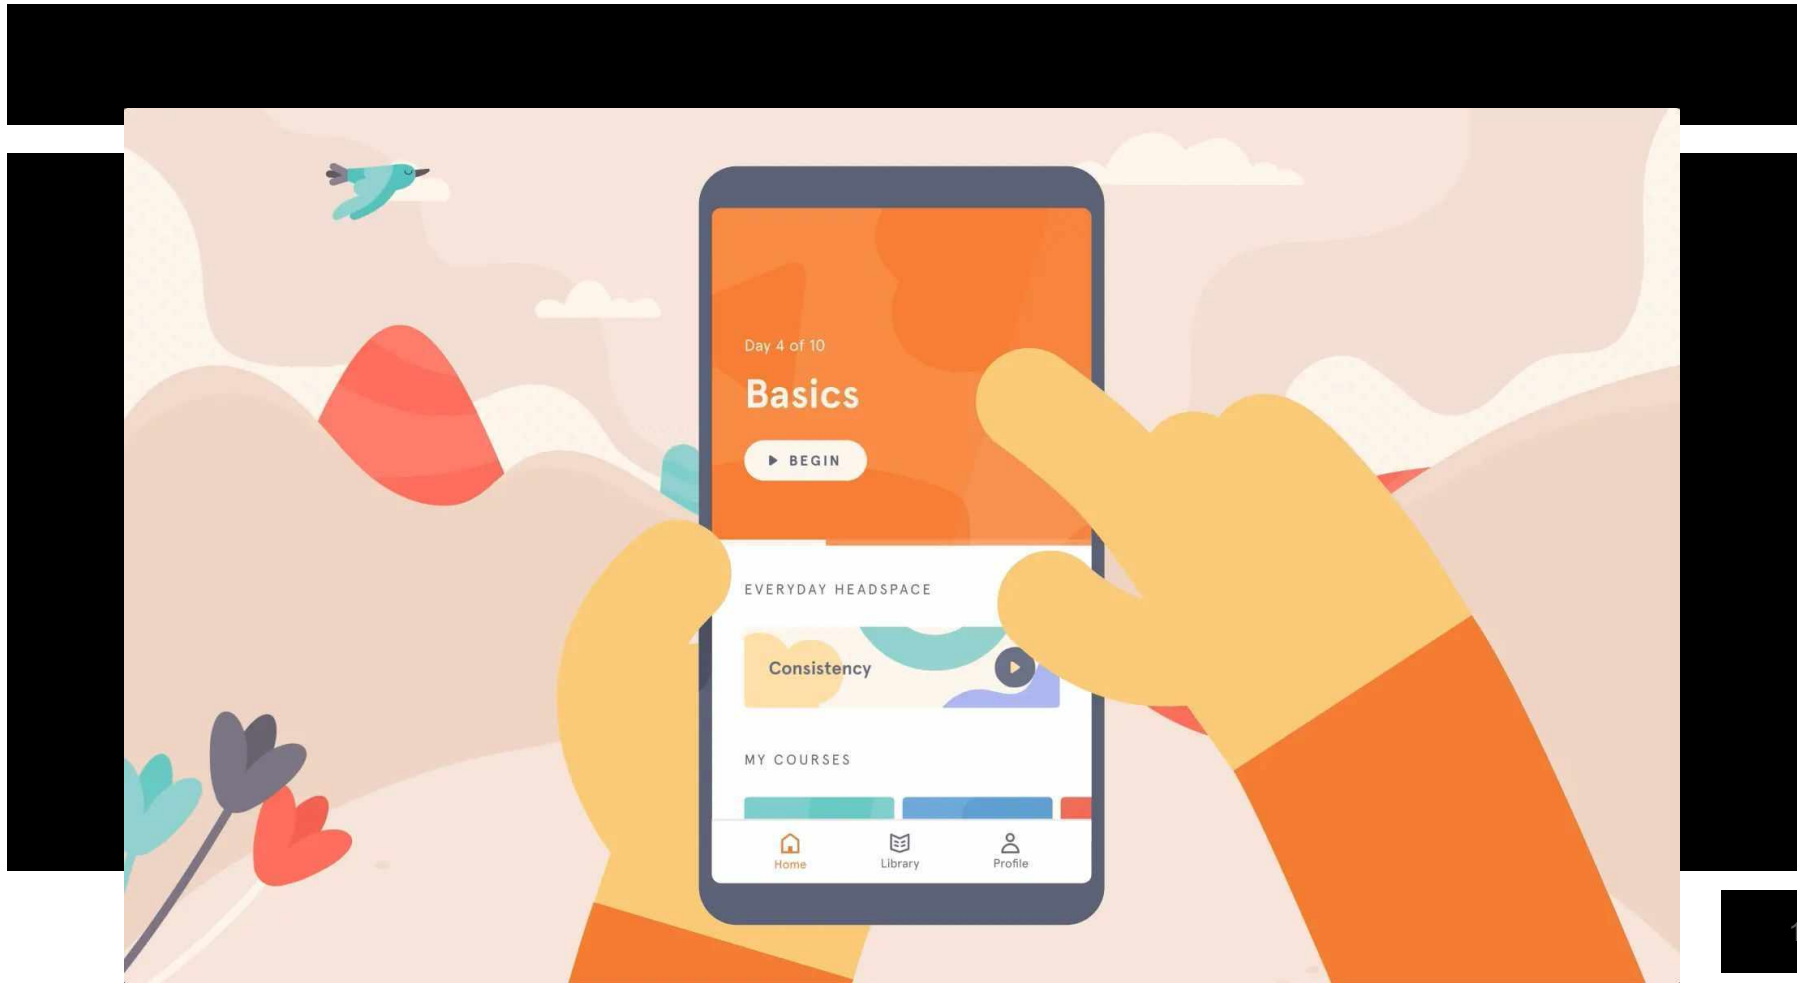 Day 4 of 10
Basics
BEGIN
EVERYDAY HEADSPACE
Consistency
MY COURSES
Home
Library
Profile